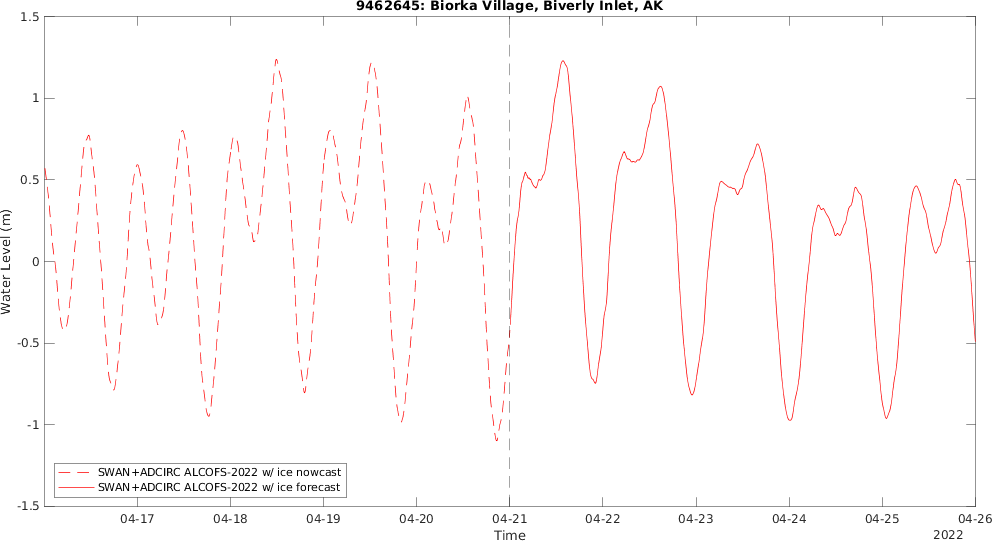 9462645: Biorka Village, Biverly Inlet, AK
Water Level (m)
1.5
1
0.5
0
-0.5
-1
-1.5
SWAN+ADCIRC ALCOFS-2022 w/ ice nowcast
SWAN+ADCIRC ALCOFS-2022 w/ ice forecast
04-17 04-18 04-19 04-20 04-21 04-22 04-23 04-24 04-25 04-26
Time
2022